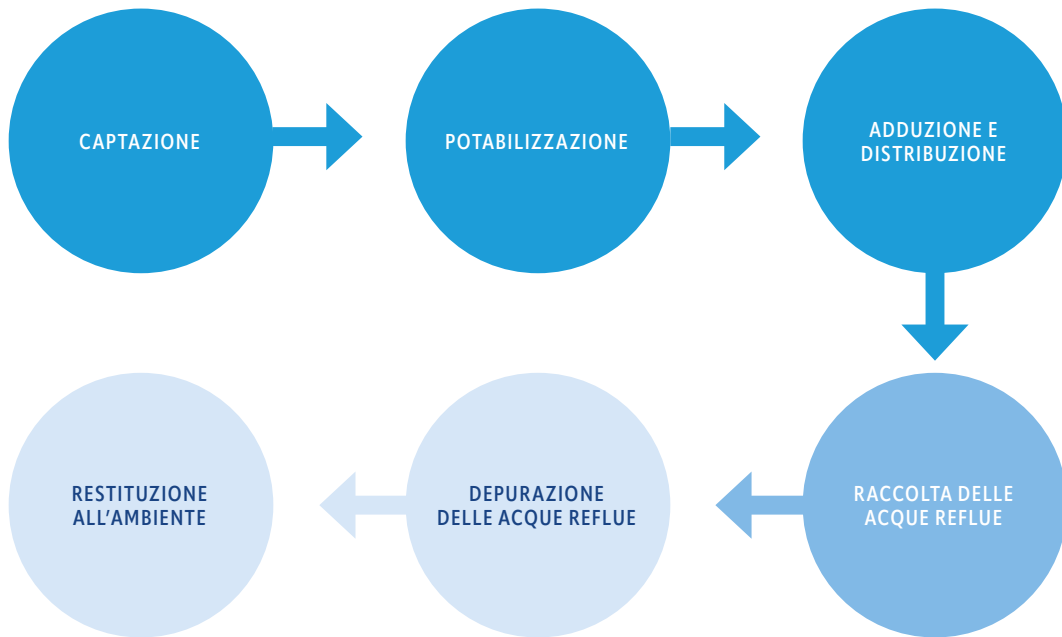 CAPTAZIONE
POTABILIZZAZIONE
ADDUZIONE E
DISTRIBUZIONE
RACCOLTA DELLE
ACQUE REFLUE
DEPURAZIONE
DELLE ACQUE REFLUE
RESTITUZIONE
ALL'AMBIENTE